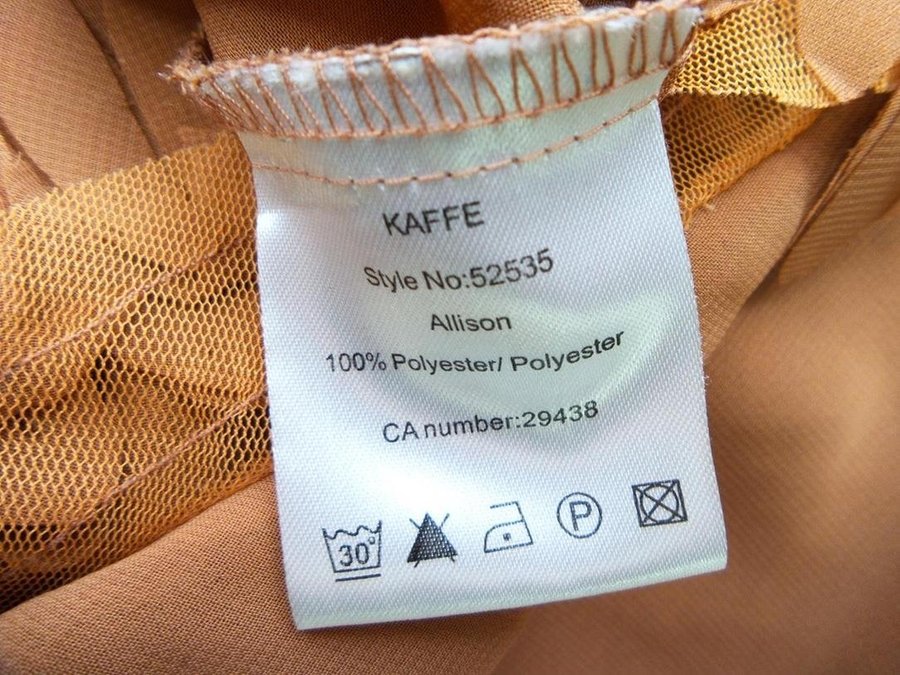 KAFFE
Style No:52535
Allison
100% Polyester/ Polyester
CA number:29438
30°
P